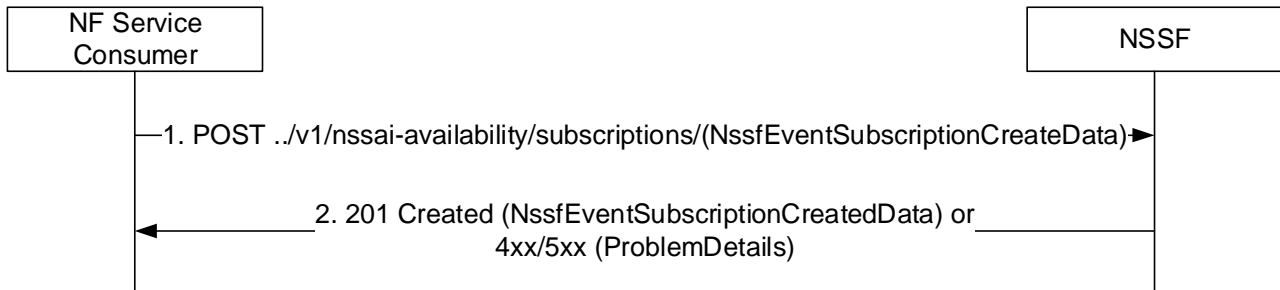 NF Service
Consumer
NSSF
1. POST ../v1/nssai-availability/subscriptions/(NssfEventSubscriptionCreateData)
2. 201 Created (NssfEventSubscriptionCreatedData) or
4xx/5xx (ProblemDetails)